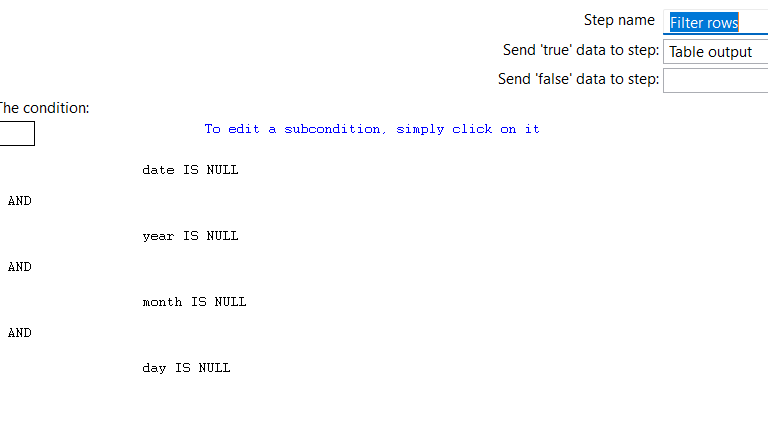 Step name Filter rows
Send 'true' data to step: Table output
Send 'false' data to step:
The condition:
To edit a subcondition, simply click on it
date IS NULL
AND
year IS NULL
AND
month IS NULL
AND
day IS NULL